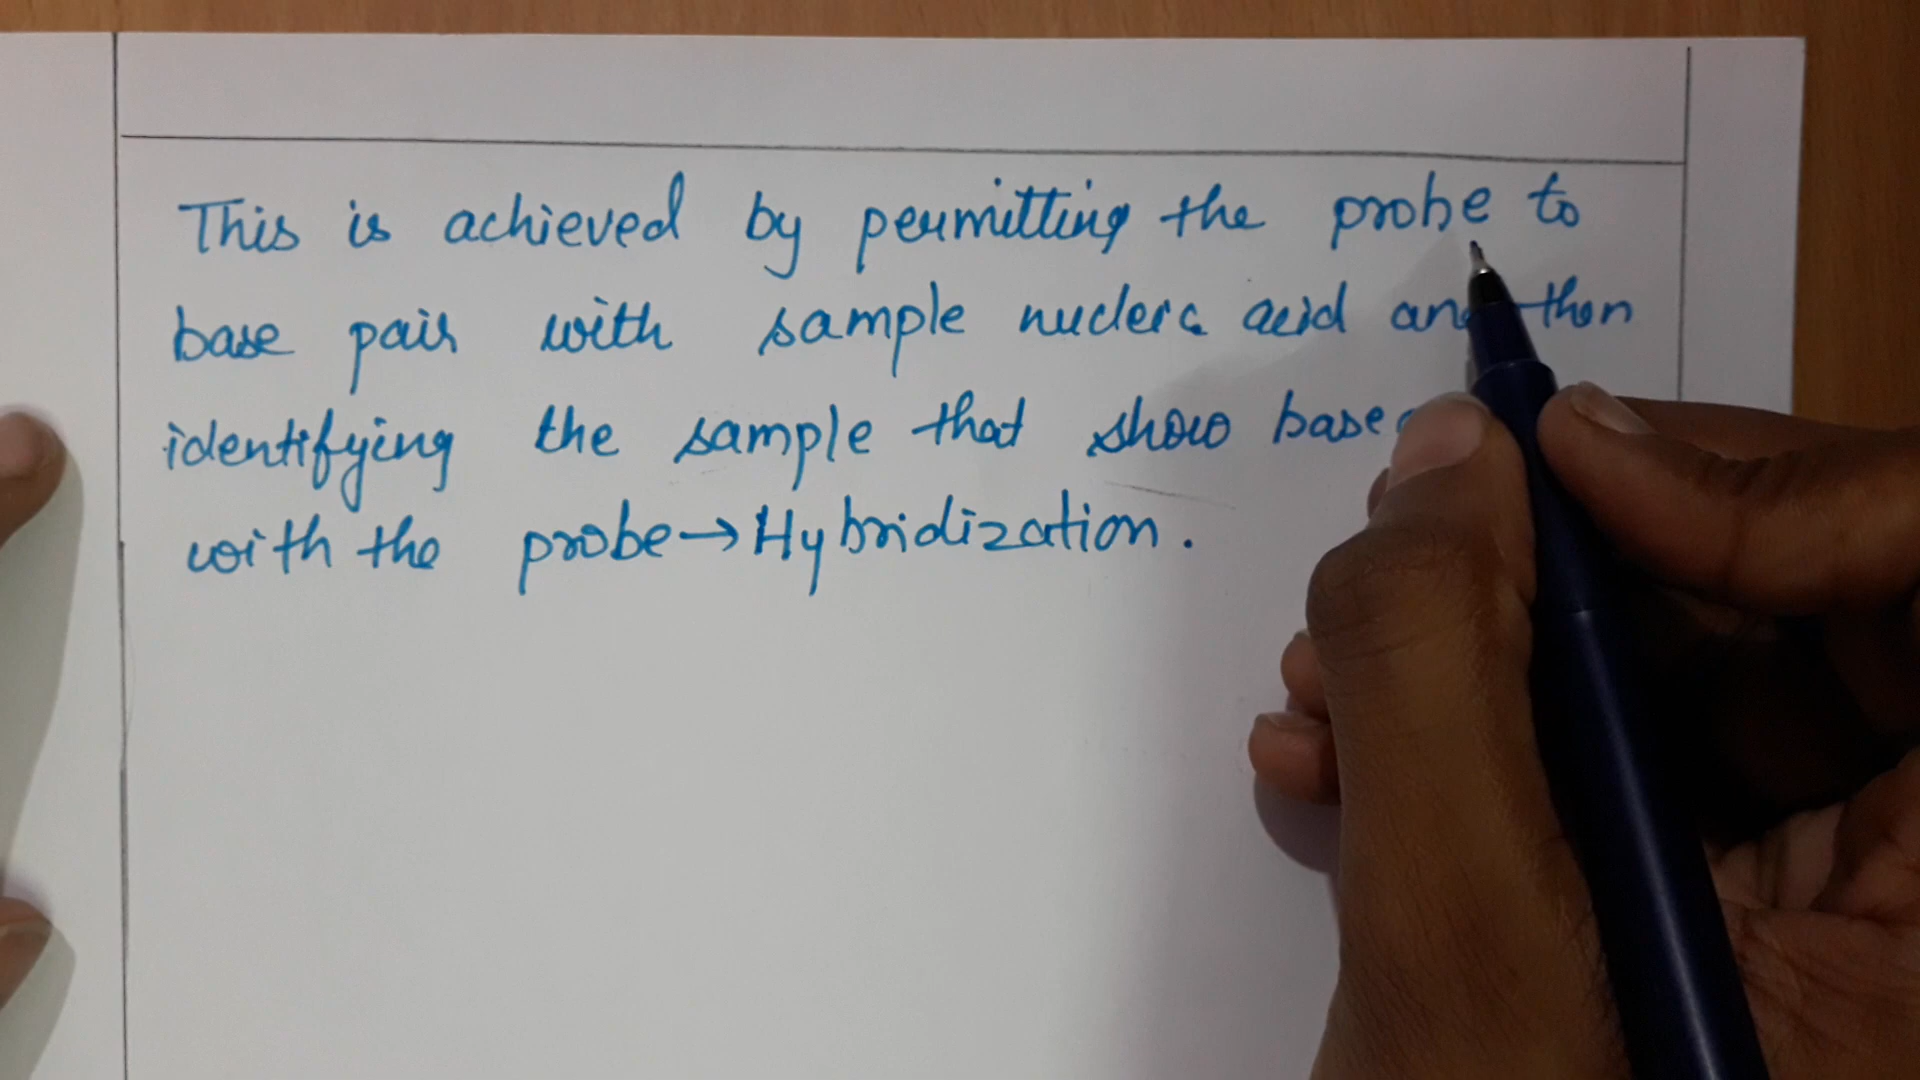 This is achieved by permitting the probe to
base pair with sample nucleic acid and then
identifying the sample that show base
with the probe → Hybridization.